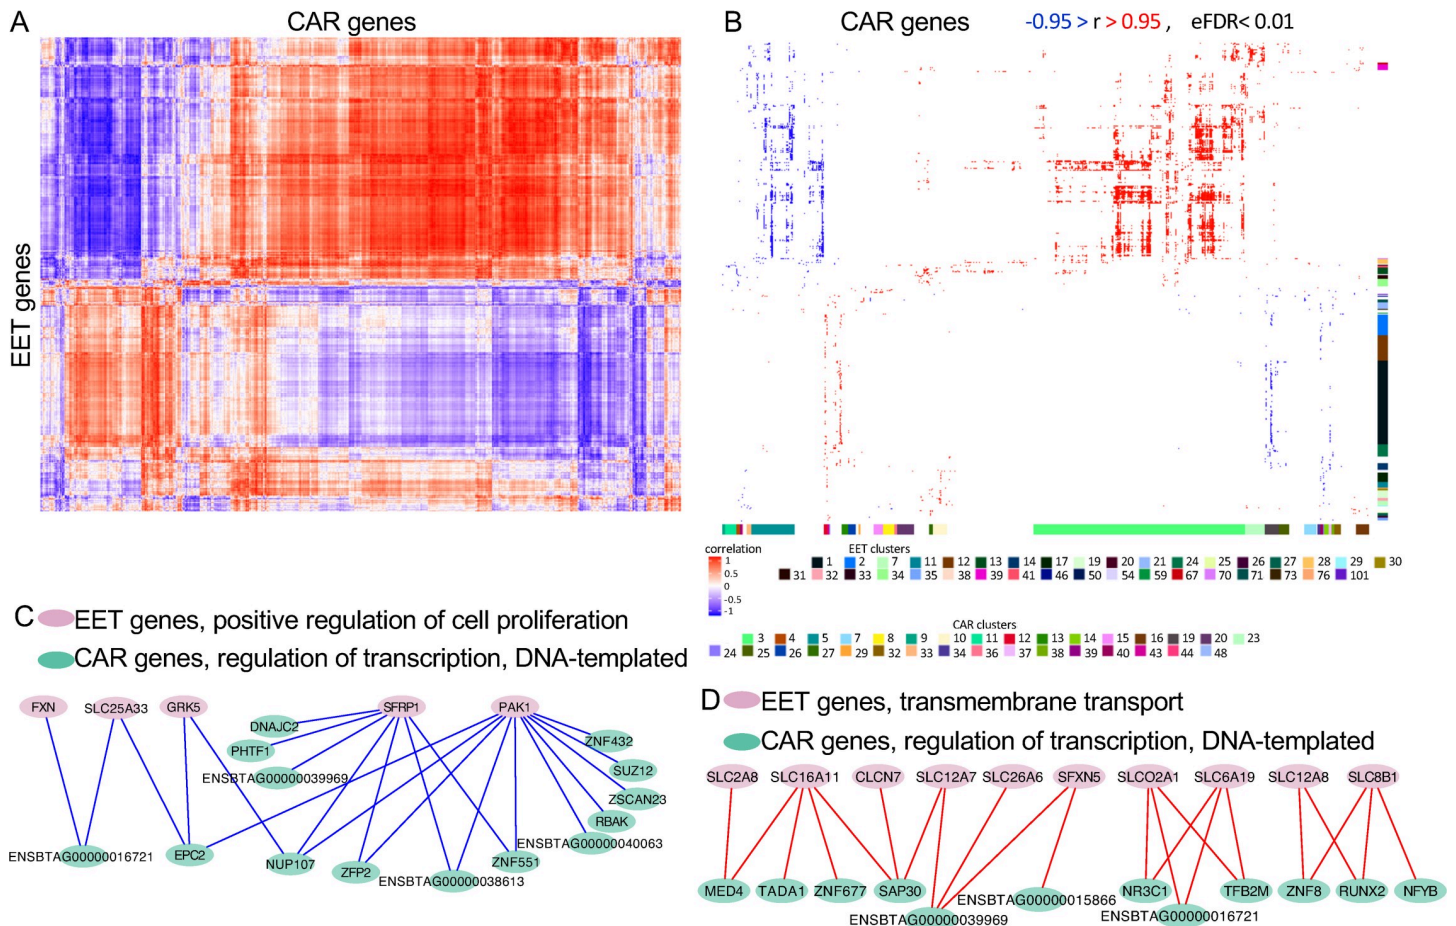 A
CAR genes
EET genes
B
CAR genes
-0.95 > r > 0.95 , eFDR< 0.01
correlation
1
0.5
0
-0.5
-1
EET clusters
1 2 7 11 12 13 14 17 19 20 21 24 25 26 27 28 29 30
31 32 33 34 35 38 39 41 46 50 54 59 67 70 71 73 76 101
CAR clusters
3 4 5 7 8 9 10 11 12 13 14 15 16 19 20 23
24 25 26 27 29 32 33 34 36 37 38 39 40 43 44 48
C
EET genes, positive regulation of cell proliferation
CAR genes, regulation of transcription, DNA-templated
FXN
SLC25A33
GRK5
SFRP1
PAK1
DNAJC2
PHTF1
ENSBTAG00000039969
ZNF432
SUZ12
ZSCAN23
RBAK
ENSBTAG00000040063
ENSBTAG00000016721
EPC2
NUP107
ZFP2
ENSBTAG00000038613
ZNF551
D
EET genes, transmembrane transport
CAR genes, regulation of transcription, DNA-templated
SLC2A8
SLC16A11
CLCN7
SLC12A7
SLC26A6
SFXN5
SLCO2A1
SLC6A19
SLC12A8
SLC8B1
MED4
TADA1
ZNF677
SAP30
ENSBTAG00000039969
ENSBTAG00000015866
NR3C1
ENSBTAG00000016721
TFB2M
ZNF8
RUNX2
NFYB